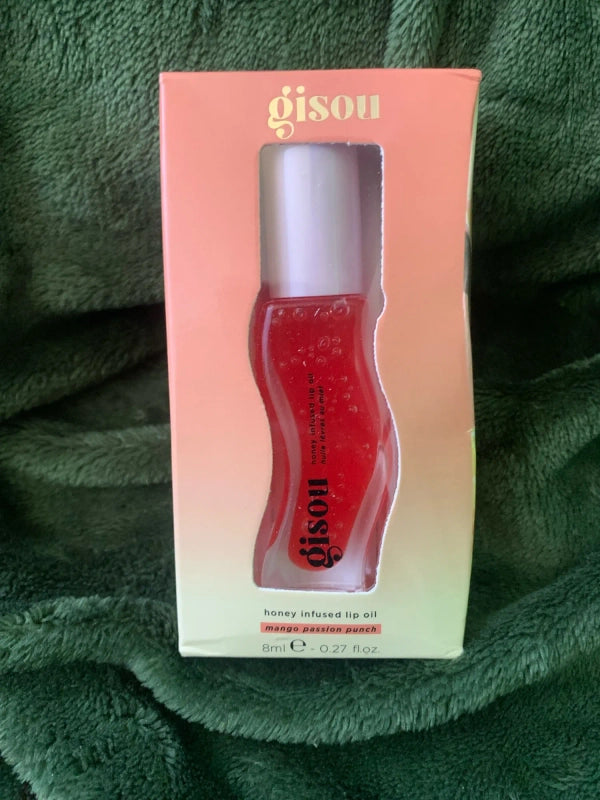 gisou
honey infused lip oil
huile lèvres au miel
gisou
honey infused lip oil
mango passion punch
8ml ℮ - 0.27 fl.oz.